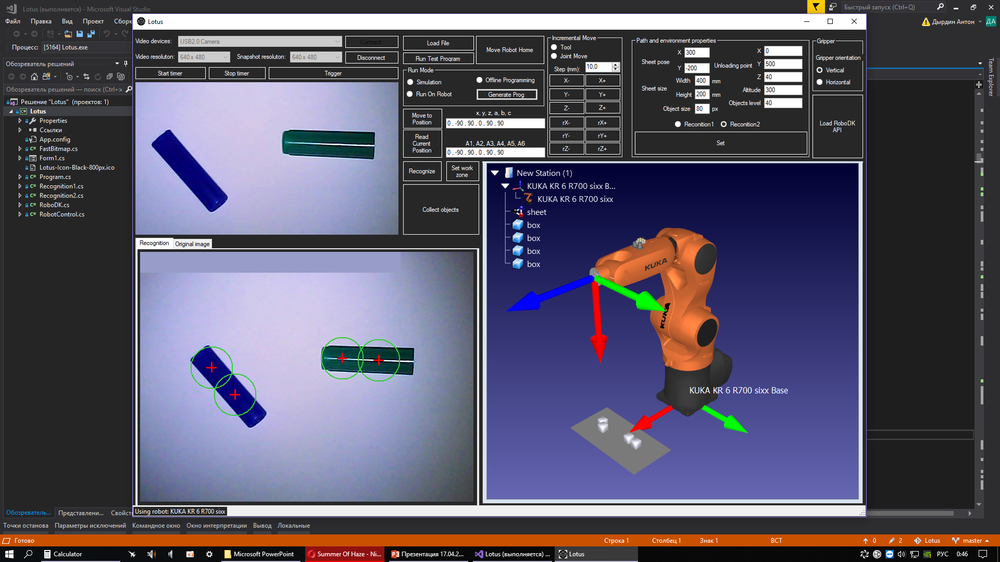 Lotus (выполняется) - Microsoft Visual Studio
Быстрый запуск (Ctrl+Q)
Файл Правка Вид Проект Сборк
Дырдин Антон
ДА
Процесс: [5164] Lotus.exe
Обозреватель решений
Обозреватель решений — поиск (Ctrl+ж
Решение "Lotus" (проектов: 1)
Lotus
Properties
Ссылки
App.config
FastBitmap.cs
Form1.cs
Lotus-Icon-Black-800px.ico
Program.cs
Recognition1.cs
Recognition2.cs
RoboDK.cs
RobotControl.cs
Team Explorer
Lotus
Video devices: USB2.0 Camera Connect
Video resoluton: 640 x 480 Snapshot resoluton: 640 x 480 Disconnect
Start timer Stop timer Trigger
Load File
Run Test Program
Move Robot Home
Run Mode
Simulation
Run On Robot
Offline Programming
Generate Prog
Move to
Position
x, y, z, a, b, c
0 , -90 , 90 , 0 , 90 , 90
Read
Current
Position
A1, A2, A3, A4, A5, A6
0 , -90 , 90 , 0 , 90 , 90
Recognize
Set work
zone
Collect objects
Incremental Move
Tool
Joint Move
Step (mm): 10,0
X- X+
Y- Y+
Z- Z+
rX- rX+
rY- rY+
rZ- rZ+
Path and environment properties
Sheet pose
X 300
Y -200
Sheet size
Width 400 mm
Height 200 mm
Object size 80 px
Unloading point
X 0
Y 500
Z 40
Altitude 300
Objects level 40
Reconition1 Reconition2
Set
Gripper
Gripper orientation
Vertical
Horizontal
Load RoboDK
API
Recognition Original image
New Station (1)
KUKA KR 6 R700 sixx B...
KUKA KR 6 R700 sixx
sheet
box
box
box
box
KUKA
KUKA
KUKA KR 6 R700 sixx Base
Using robot: KUKA KR 6 R700 sixx
Обозреватель... Представлени... Свойст
Точки останова Параметры исключений Командное окно Окно интерпретации Вывод Локальные
Готово Строка 1 Столбец 1 Знак 1 ВСТ 0 2 Lotus master
Calculator Microsoft PowerPoint Summer Of Haze - Ni... Презентация 17.04.2... Lotus (выполняется) ... Lotus РУС 0:46